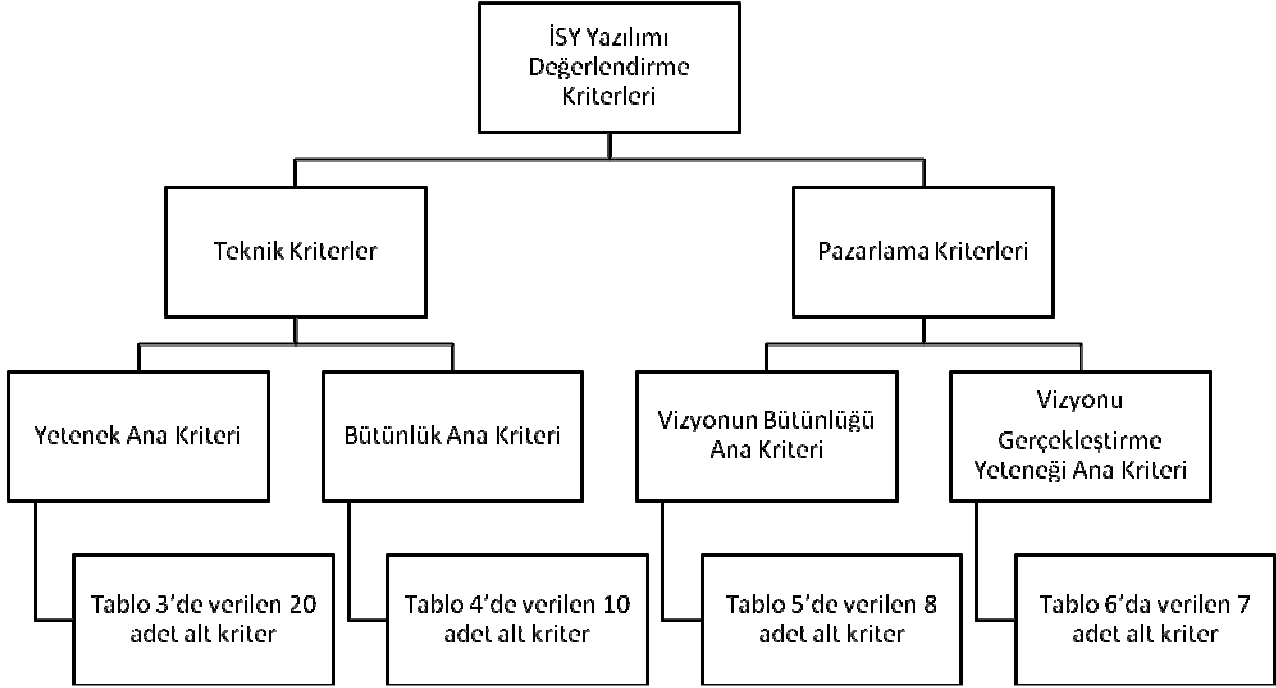 İSY Yazılımı
Değerlendirme
Kriterleri
Teknik Kriterler
Pazarlama Kriterleri
Yetenek Ana Kriteri
Bütünlük Ana Kriteri
Vizyonun Bütünlüğü
Ana Kriteri
Vizyonu
Gerçekleştirme
Yeteneği Ana Kriteri
Tablo 3'de verilen 20
adet alt kriter
Tablo 4'de verilen 10
adet alt kriter
Tablo 5'de verilen 8
adet alt kriter
Tablo 6'da verilen 7
adet alt kriter